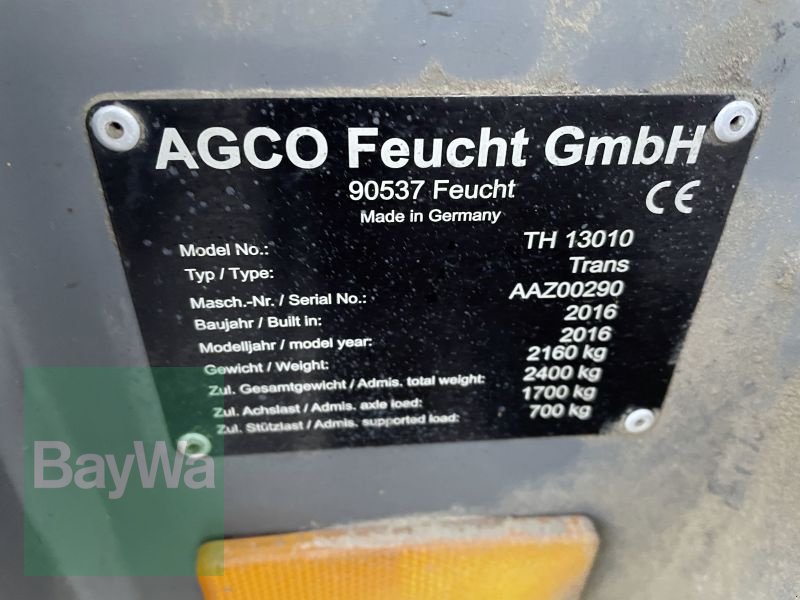 AGCO Feucht GmbH
90537 Feucht
Made in Germany
CE
Model No.: TH 13010
Typ / Type: Trans
Masch.-Nr. / Serial No.: AAZ00290
Baujahr / Built in: 2016
Modelljahr / model year: 2016
Gewicht / Weight: 2160 kg
Zul. Gesamtgewicht / Admis. total weight: 2400 kg
Zul. Achslast / Admis. axle load: 1700 kg
Zul. Stützlast / Admis. supported load: 700 kg
BayWa